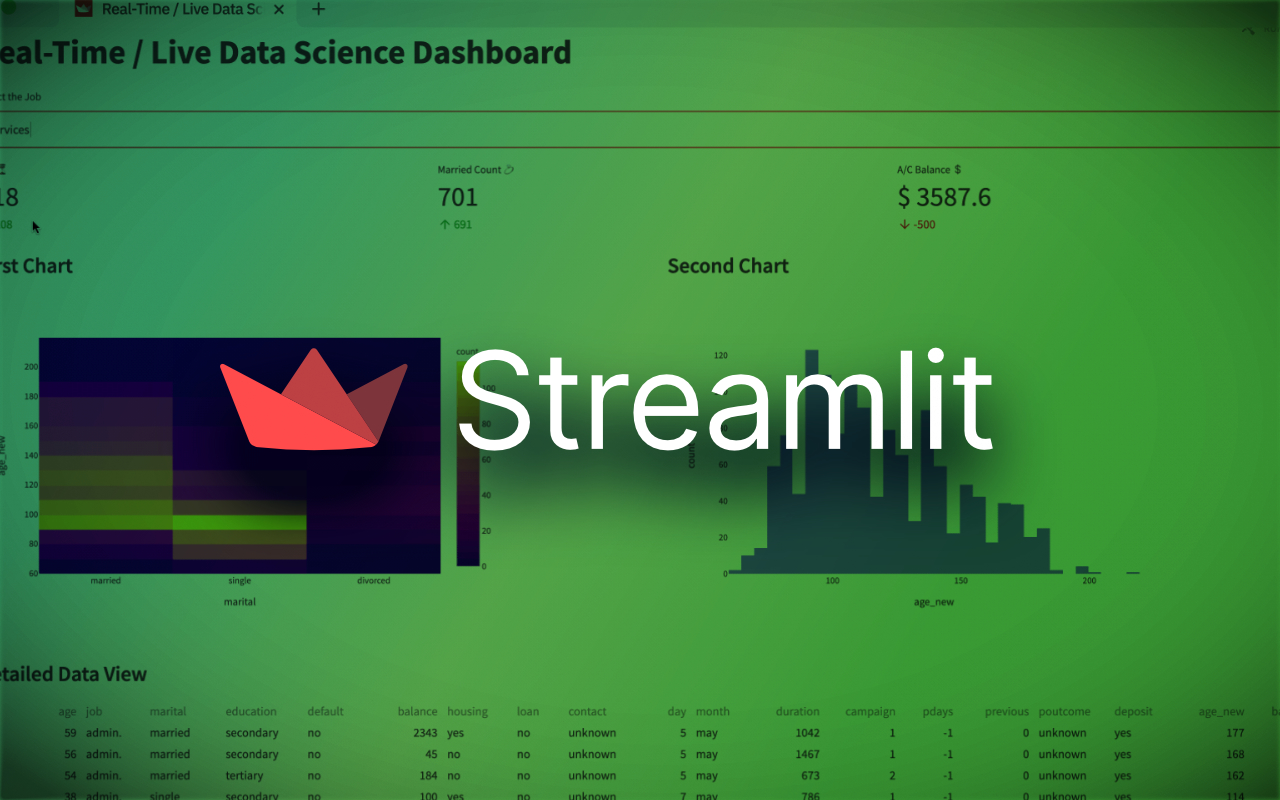 Real-Time / Live Data Sc
eal-Time / Live Data Science Dashboard
ct the Job
rvices
Married Count
A/C Balance $
18
701
$ 3587.6
08
↑ 691
↓ -500
rst Chart
Second Chart
Streamlit
count
200
180
160
140
120
100
80
60
age_new
married
single
divorced
marital
80
60
40
20
0
120
60
40
20
0
100
150
200
age_new
etailed Data View
age job marital education default balance housing loan contact day month duration campaign pdays previous poutcome deposit age_new
59 admin. married secondary no 2343 yes no unknown 5 may 1042 1 -1 0 unknown yes 177
56 admin. married secondary no 45 no no unknown 5 may 1467 1 -1 0 unknown yes 168
54 admin. married tertiary no 184 no no unknown 5 may 673 2 -1 0 unknown yes 162
38 admin. single secondary no 100 yes no unknown 7 may 786 1 -1 0 unknown yes 114